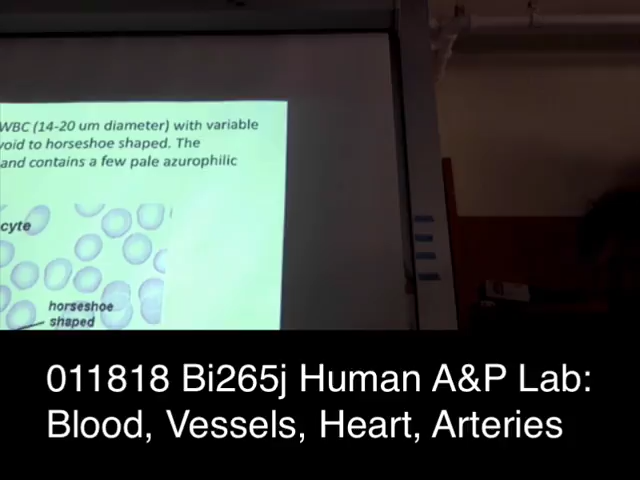 WBC (14-20 um diameter) with variable
void to horseshoe shaped. The
and contains a few pale azurophilic
cyte
horseshoe
shaped
011818 Bi265j Human A&P Lab:
Blood, Vessels, Heart, Arteries